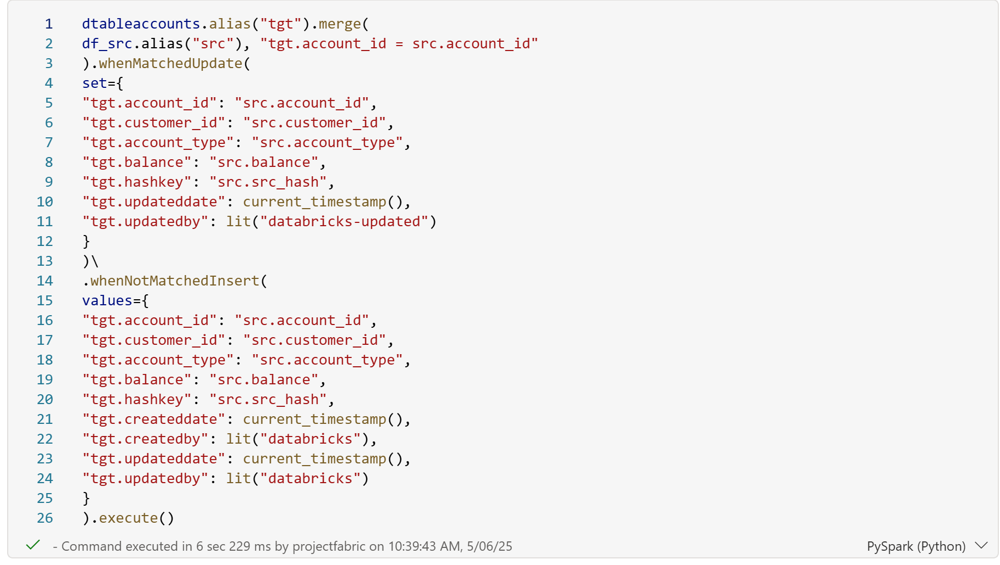 1 dtableaccounts.alias("tgt").merge(
2 df_src.alias("src"), "tgt.account_id = src.account_id"
3 ).whenMatchedUpdate(
4 set={
5 "tgt.account_id": "src.account_id",
6 "tgt.customer_id": "src.customer_id",
7 "tgt.account_type": "src.account_type",
8 "tgt.balance": "src.balance",
9 "tgt.hashkey": "src.src_hash",
10 "tgt.updateddate": current_timestamp(),
11 "tgt.updatedby": lit("databricks-updated")
12 }
13 )\
14 .whenNotMatchedInsert(
15 values={
16 "tgt.account_id": "src.account_id",
17 "tgt.customer_id": "src.customer_id",
18 "tgt.account_type": "src.account_type",
19 "tgt.balance": "src.balance",
20 "tgt.hashkey": "src.src_hash",
21 "tgt.createddate": current_timestamp(),
22 "tgt.createdby": lit("databricks"),
23 "tgt.updateddate": current_timestamp(),
24 "tgt.updatedby": lit("databricks")
25 }
26 ).execute()
- Command executed in 6 sec 229 ms by projectfabric on 10:39:43 AM, 5/06/25 PySpark (Python)